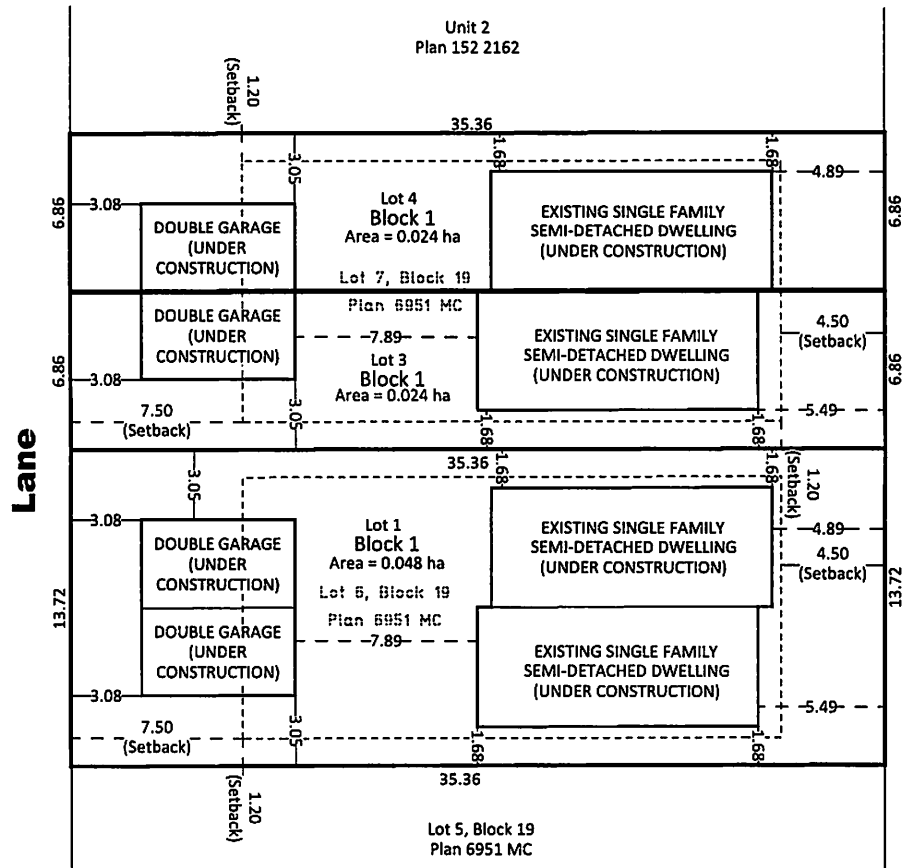 Unit 2
Plan 152 2162
1.20
(Setback)
35.36
3.05
1.68
1.68
4.89
6.86
3.08
DOUBLE GARAGE
(UNDER
CONSTRUCTION)
Lot 4
Block 1
Area = 0.024 ha
EXISTING SINGLE FAMILY
SEMI-DETACHED DWELLING
(UNDER CONSTRUCTION)
6.86
Lot 7, Block 19
Plan 6951 MC
DOUBLE GARAGE
(UNDER
CONSTRUCTION)
7.89
Lot 3
Block 1
Area = 0.024 ha
EXISTING SINGLE FAMILY
SEMI-DETACHED DWELLING
(UNDER CONSTRUCTION)
4.50
(Setback)
6.86
6.86
3.08
7.50
(Setback)
3.05
1.68
1.68
5.49
Lane
35.36
3.05
1.68
1.68
1.20
(Setback)
3.08
DOUBLE GARAGE
(UNDER
CONSTRUCTION)
Lot 1
Block 1
Area = 0.048 ha
EXISTING SINGLE FAMILY
SEMI-DETACHED DWELLING
(UNDER CONSTRUCTION)
4.89
4.50
(Setback)
13.72
13.72
Lot 6, Block 19
Plan 6951 MC
DOUBLE GARAGE
(UNDER
CONSTRUCTION)
7.89
EXISTING SINGLE FAMILY
SEMI-DETACHED DWELLING
(UNDER CONSTRUCTION)
3.08
5.49
7.50
(Setback)
3.05
1.68
1.68
35.36
1.20
(Setback)
Lot 5, Block 19
Plan 6951 MC